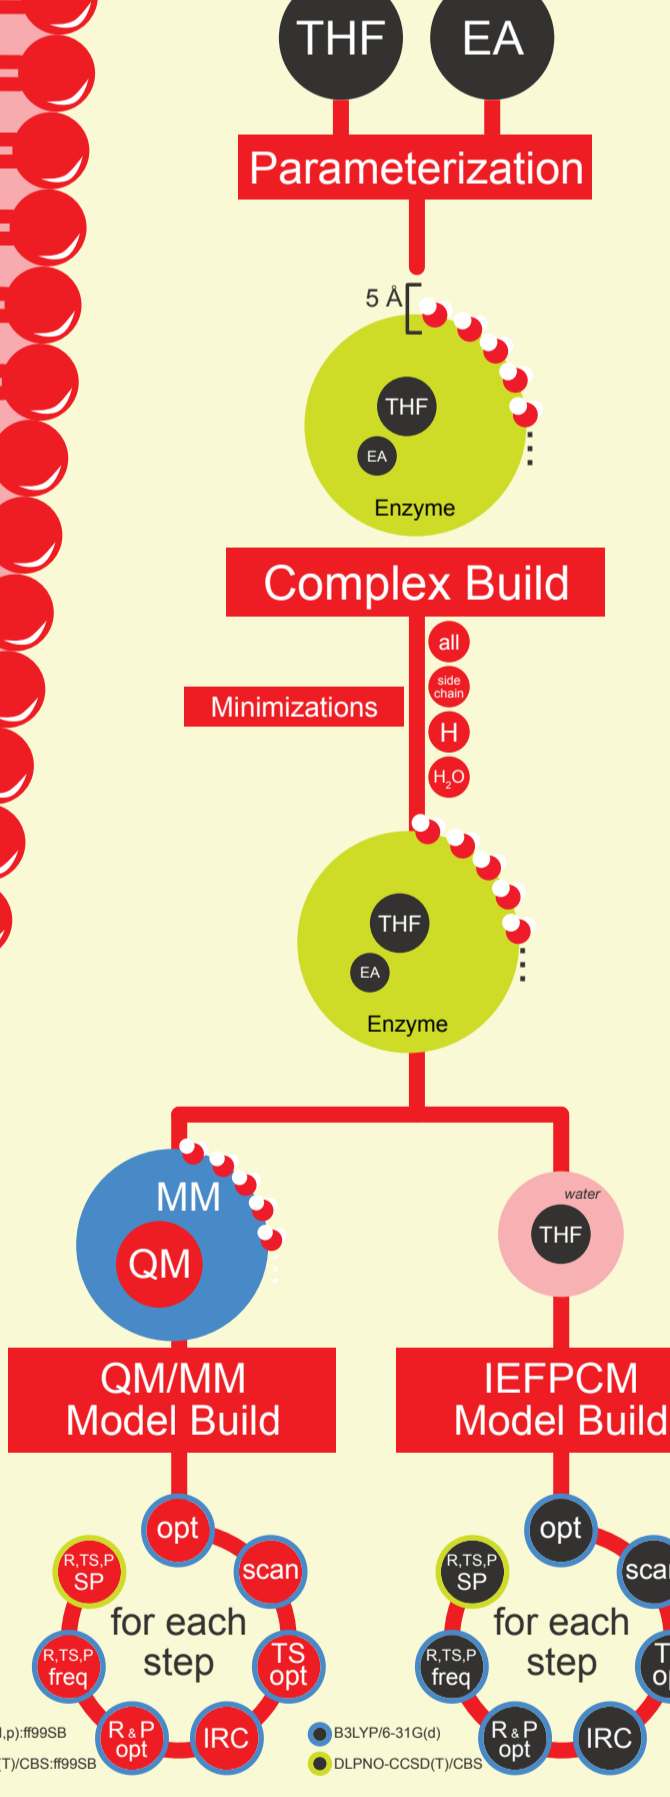 THF EA
Parameterization
5 Å
THF
EA
Enzyme
Complex Build
all
side
chain
Minimizations
H
H₂O
THF
EA
Enzyme
MM
QM
water
THF
QM/MM
Model Build
IEFPCM
Model Build
opt
scan
TS
opt
IRC
R & P
opt
R,TS,P
freq
R,TS,P
SP
for each
step
opt
IRC
R & P
opt
R,TS,P
freq
R,TS,P
SP
for each
step
,p):ff99SB
(T)/CBS:ff99SB
B3LYP/6-31G(d)
DLPNO-CCSD(T)/CBS